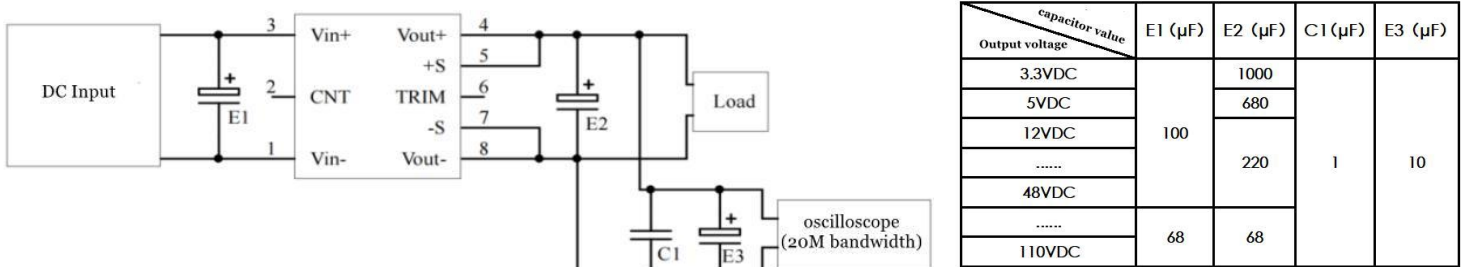 3 Vin+ Vout+ 4
+S 5
DC Input + 2 CNT TRIM 6 + Load
E1 -S 7 E2
1 Vin- Vout- 8
C1 + E3 oscilloscope
(20M bandwidth)
capacitor value E1 (μF) E2 (μF) C1(μF) E3 (μF)
Output voltage
3.3VDC 100 1000 1 10
5VDC 680
12VDC 220
......
48VDC
...... 68 68
110VDC